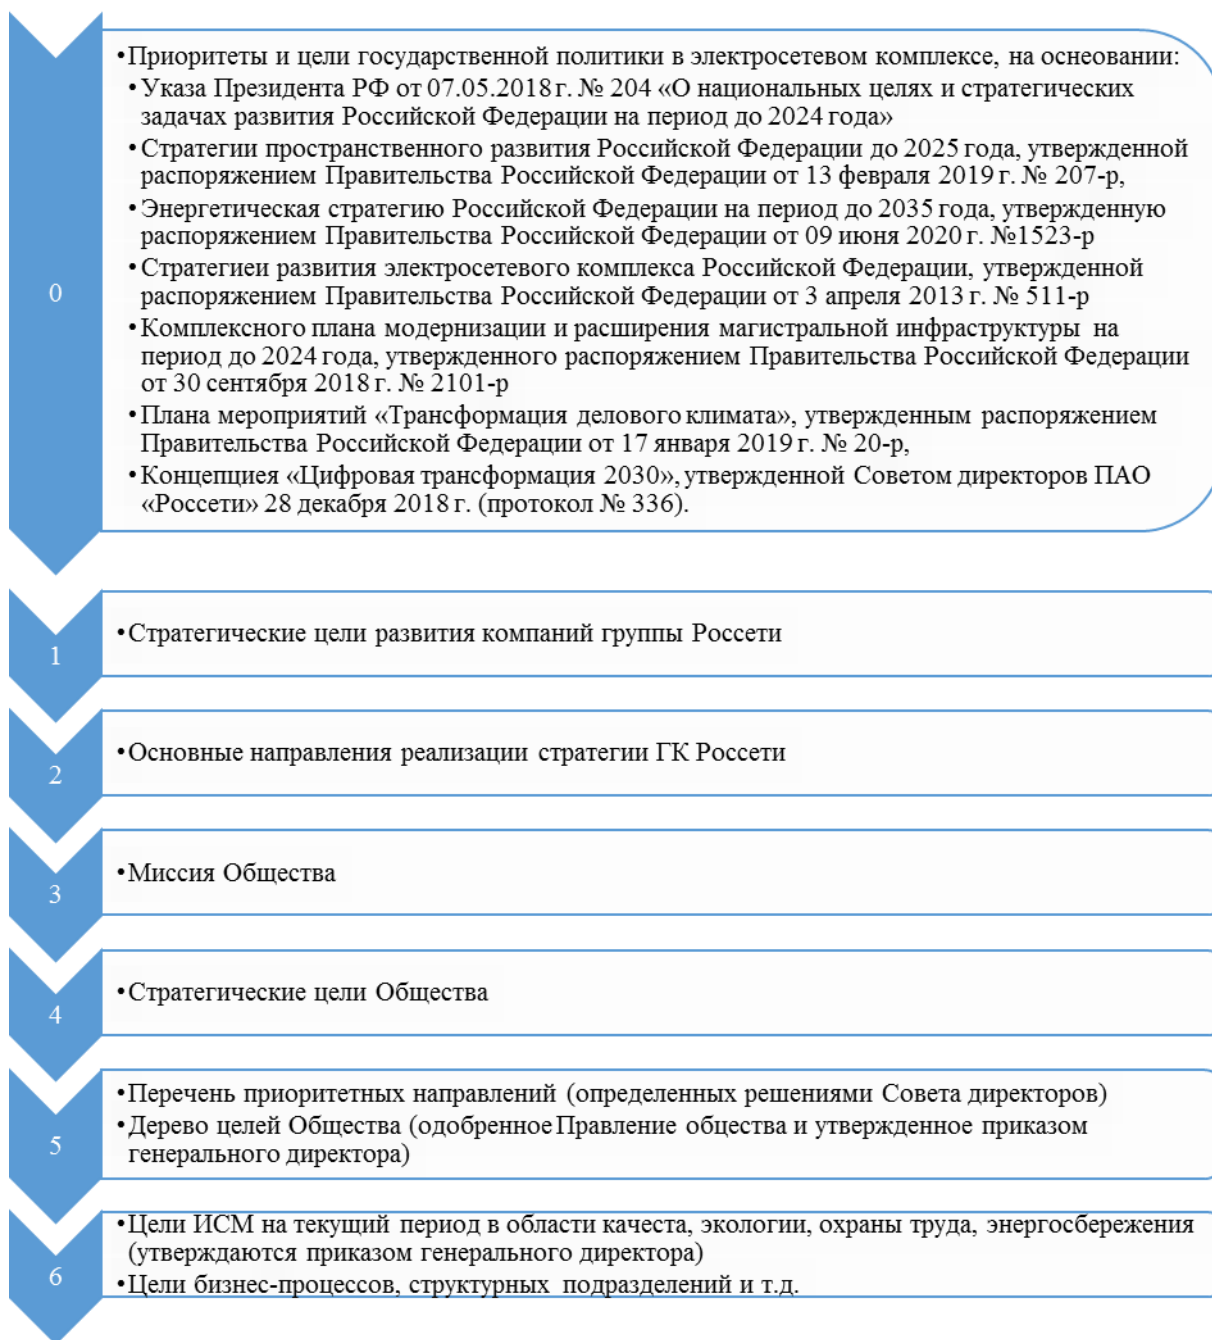 0
•Приоритеты и цели государственной политики в электросетевом комплексе, на оснеовании:
•Указа Президента РФ от 07.05.2018 г. № 204 «О национальных целях и стратегических
задачах развития Российской Федерации на период до 2024 года»
•Стратегии пространственного развития Российской Федерации до 2025 года, утвержденной
распоряжением Правительства Российской Федерации от 13 февраля 2019 г. № 207-р,
•Энергетическая стратегию Российской Федерации на период до 2035 года, утвержденную
распоряжением Правительства Российской Федерации от 09 июня 2020 г. №1523-р
•Стратегиеи развития электросетевого комплекса Российской Федерации, утвержденной
распоряжением Правительства Российской Федерации от 3 апреля 2013 г. № 511-р
•Комплексного плана модернизации и расширения магистральной инфраструктуры на
период до 2024 года, утвержденного распоряжением Правительства Российской Федерации
от 30 сентября 2018 г. № 2101-р
•Плана мероприятий «Трансформация делового климата», утвержденным распоряжением
Правительства Российской Федерации от 17 января 2019 г. № 20-р,
•Концепциея «Цифровая трансформация 2030», утвержденной Советом директоров ПАО
«Россети» 28 декабря 2018 г. (протокол № 336).
1
•Стратегические цели развития компаний группы Россети
2
•Основные направления реализации стратегии ГК Россети
3
•Миссия Общества
4
•Стратегические цели Общества
5
•Перечень приоритетных направлений (определенных решениями Совета директоров)
•Дерево целей Общества (одобренное Правление общества и утвержденное приказом
генерального директора)
6
•Цели ИСМ на текущий период в области качеста, экологии, охраны труда, энергосбережения
(утверждаются приказом генерального директора)
•Цели бизнес-процессов, структурных подразделений и т.д.